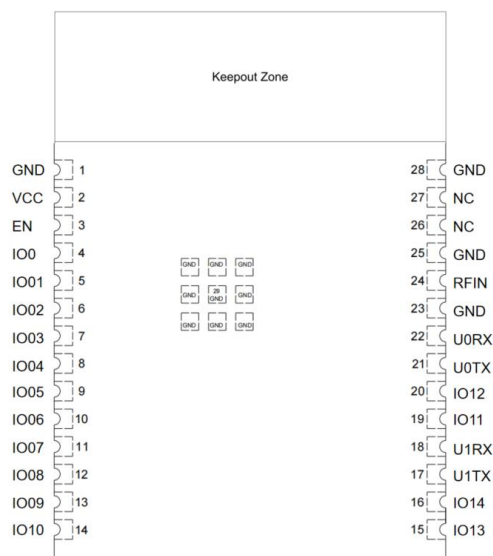 Keepout Zone
GND 1 28 GND
VCC 2 27 NC
EN 3 26 NC
IO0 4 25 GND
GND GND GND
IO01 5 24 RFIN
GND 29 GND GND
IO02 6 23 GND
GND GND GND
IO03 7 22 U0RX
IO04 8 21 U0TX
IO05 9 20 IO12
IO06 10 19 IO11
IO07 11 18 U1RX
IO08 12 17 U1TX
IO09 13 16 IO14
IO10 14 15 IO13